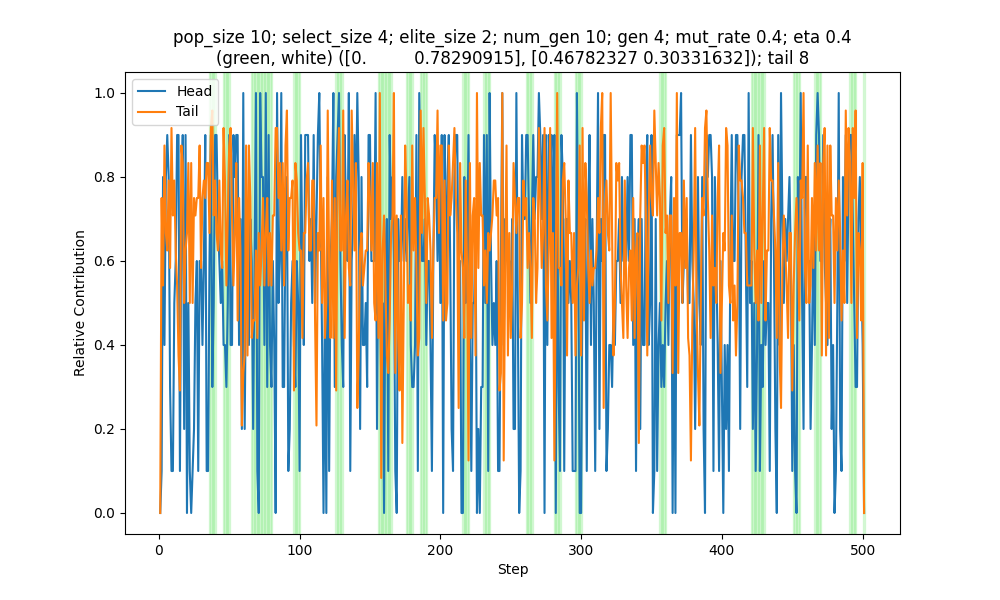 pop_size 10; select_size 4; elite_size 2; num_gen 10; gen 4; mut_rate 0.4; eta 0.4
(green, white) ([0.         0.78290915], [0.46782327 0.30331632]); tail 8
Head
Tail
1.0
0.8
0.6
0.4
0.2
0.0
Relative Contribution
0 100 200 300 400 500
Step